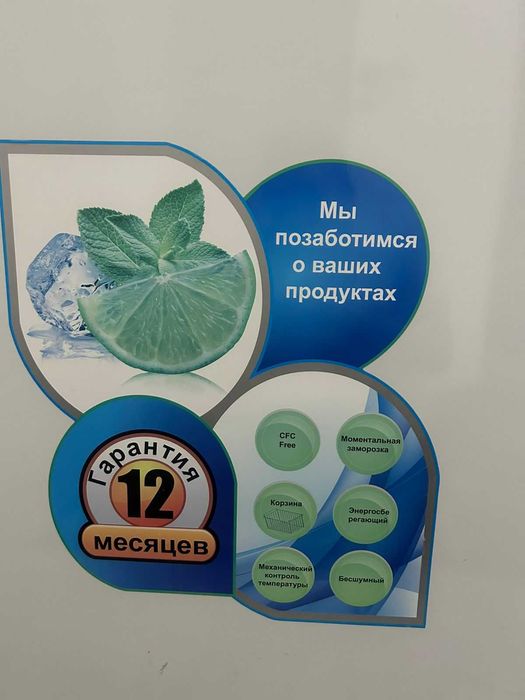 Мы
позаботимся
о ваших
продуктах
Гарантия
12
месяцев
CFC
Free
Моментальная
заморозка
Корзина
Энергосбе
регающий
Механический
контроль
температуры
Бесшумный